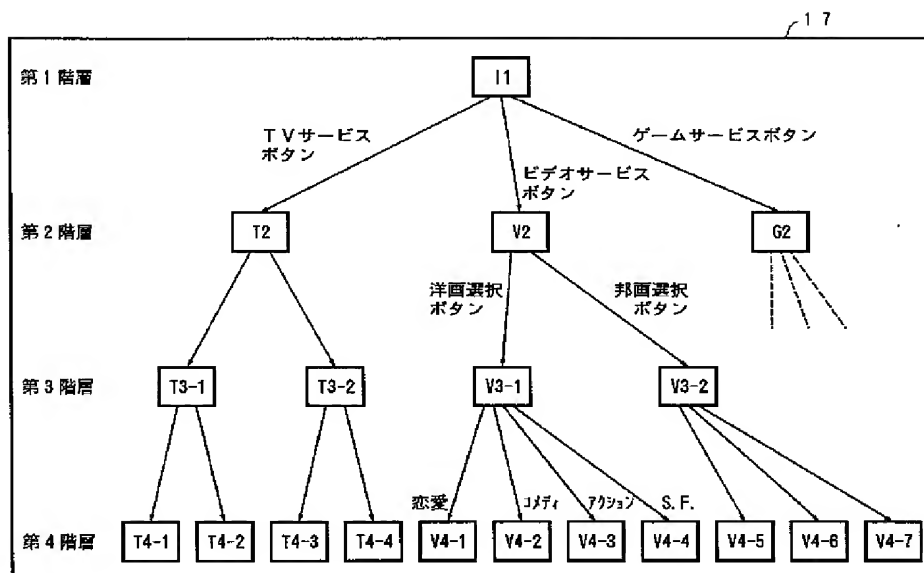 １７
第１階層
I1
ＴＶサービス
ボタン
ビデオサービス
ボタン
ゲームサービスボタン
第２階層
T2
V2
G2
洋画選択
ボタン
邦画選択
ボタン
第３階層
T3-1
T3-2
V3-1
V3-2
恋愛
コメディ
アクション
S.F.
第４階層
T4-1
T4-2
T4-3
T4-4
V4-1
V4-2
V4-3
V4-4
V4-5
V4-6
V4-7